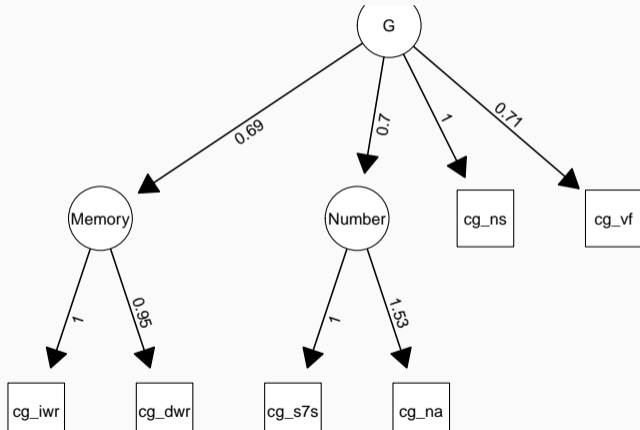 G
0.69
0.7
1
0.71
Memory
Number
cg_ns
cg_vf
1
0.95
1
1.53
cg_iwr
cg_dwr
cg_s7s
cg_na